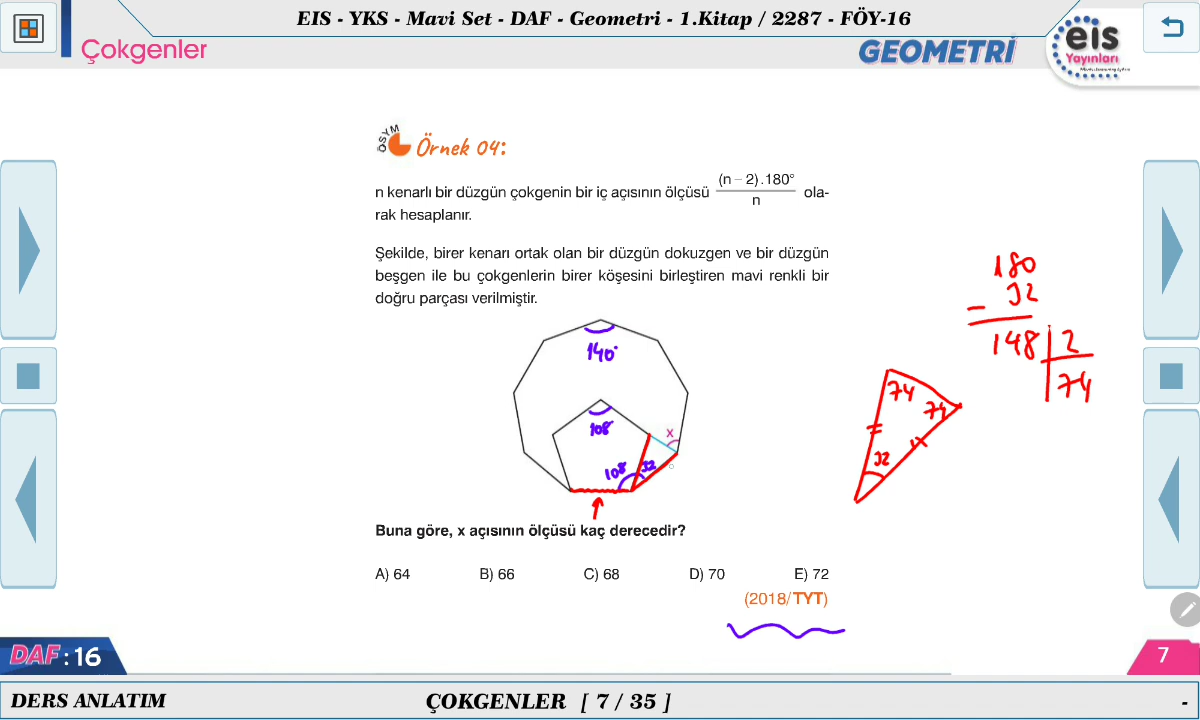 EIS - YKS - Mavi Set - DAF - Geometri - 1.Kitap / 2287 - FÖY-16
Çokgenler
GEOMETRİ
eis
Yayınları
ÖSYM
Örnek 04:
n kenarlı bir düzgün çokgenin bir iç açısının ölçüsü (n – 2).180° / n ola-
rak hesaplanır.
Şekilde, birer kenarı ortak olan bir düzgün dokuzgen ve bir düzgün
beşgen ile bu çokgenlerin birer köşesini birleştiren mavi renkli bir
doğru parçası verilmiştir.
140°
108°
x
108° 32
180
- 32
148 | 2
74
74
74
32
Buna göre, x açısının ölçüsü kaç derecedir?
A) 64 B) 66 C) 68 D) 70 E) 72
(2018/TYT)
DAF : 16
7
DERS ANLATIM
ÇOKGENLER [ 7 / 35 ]
-